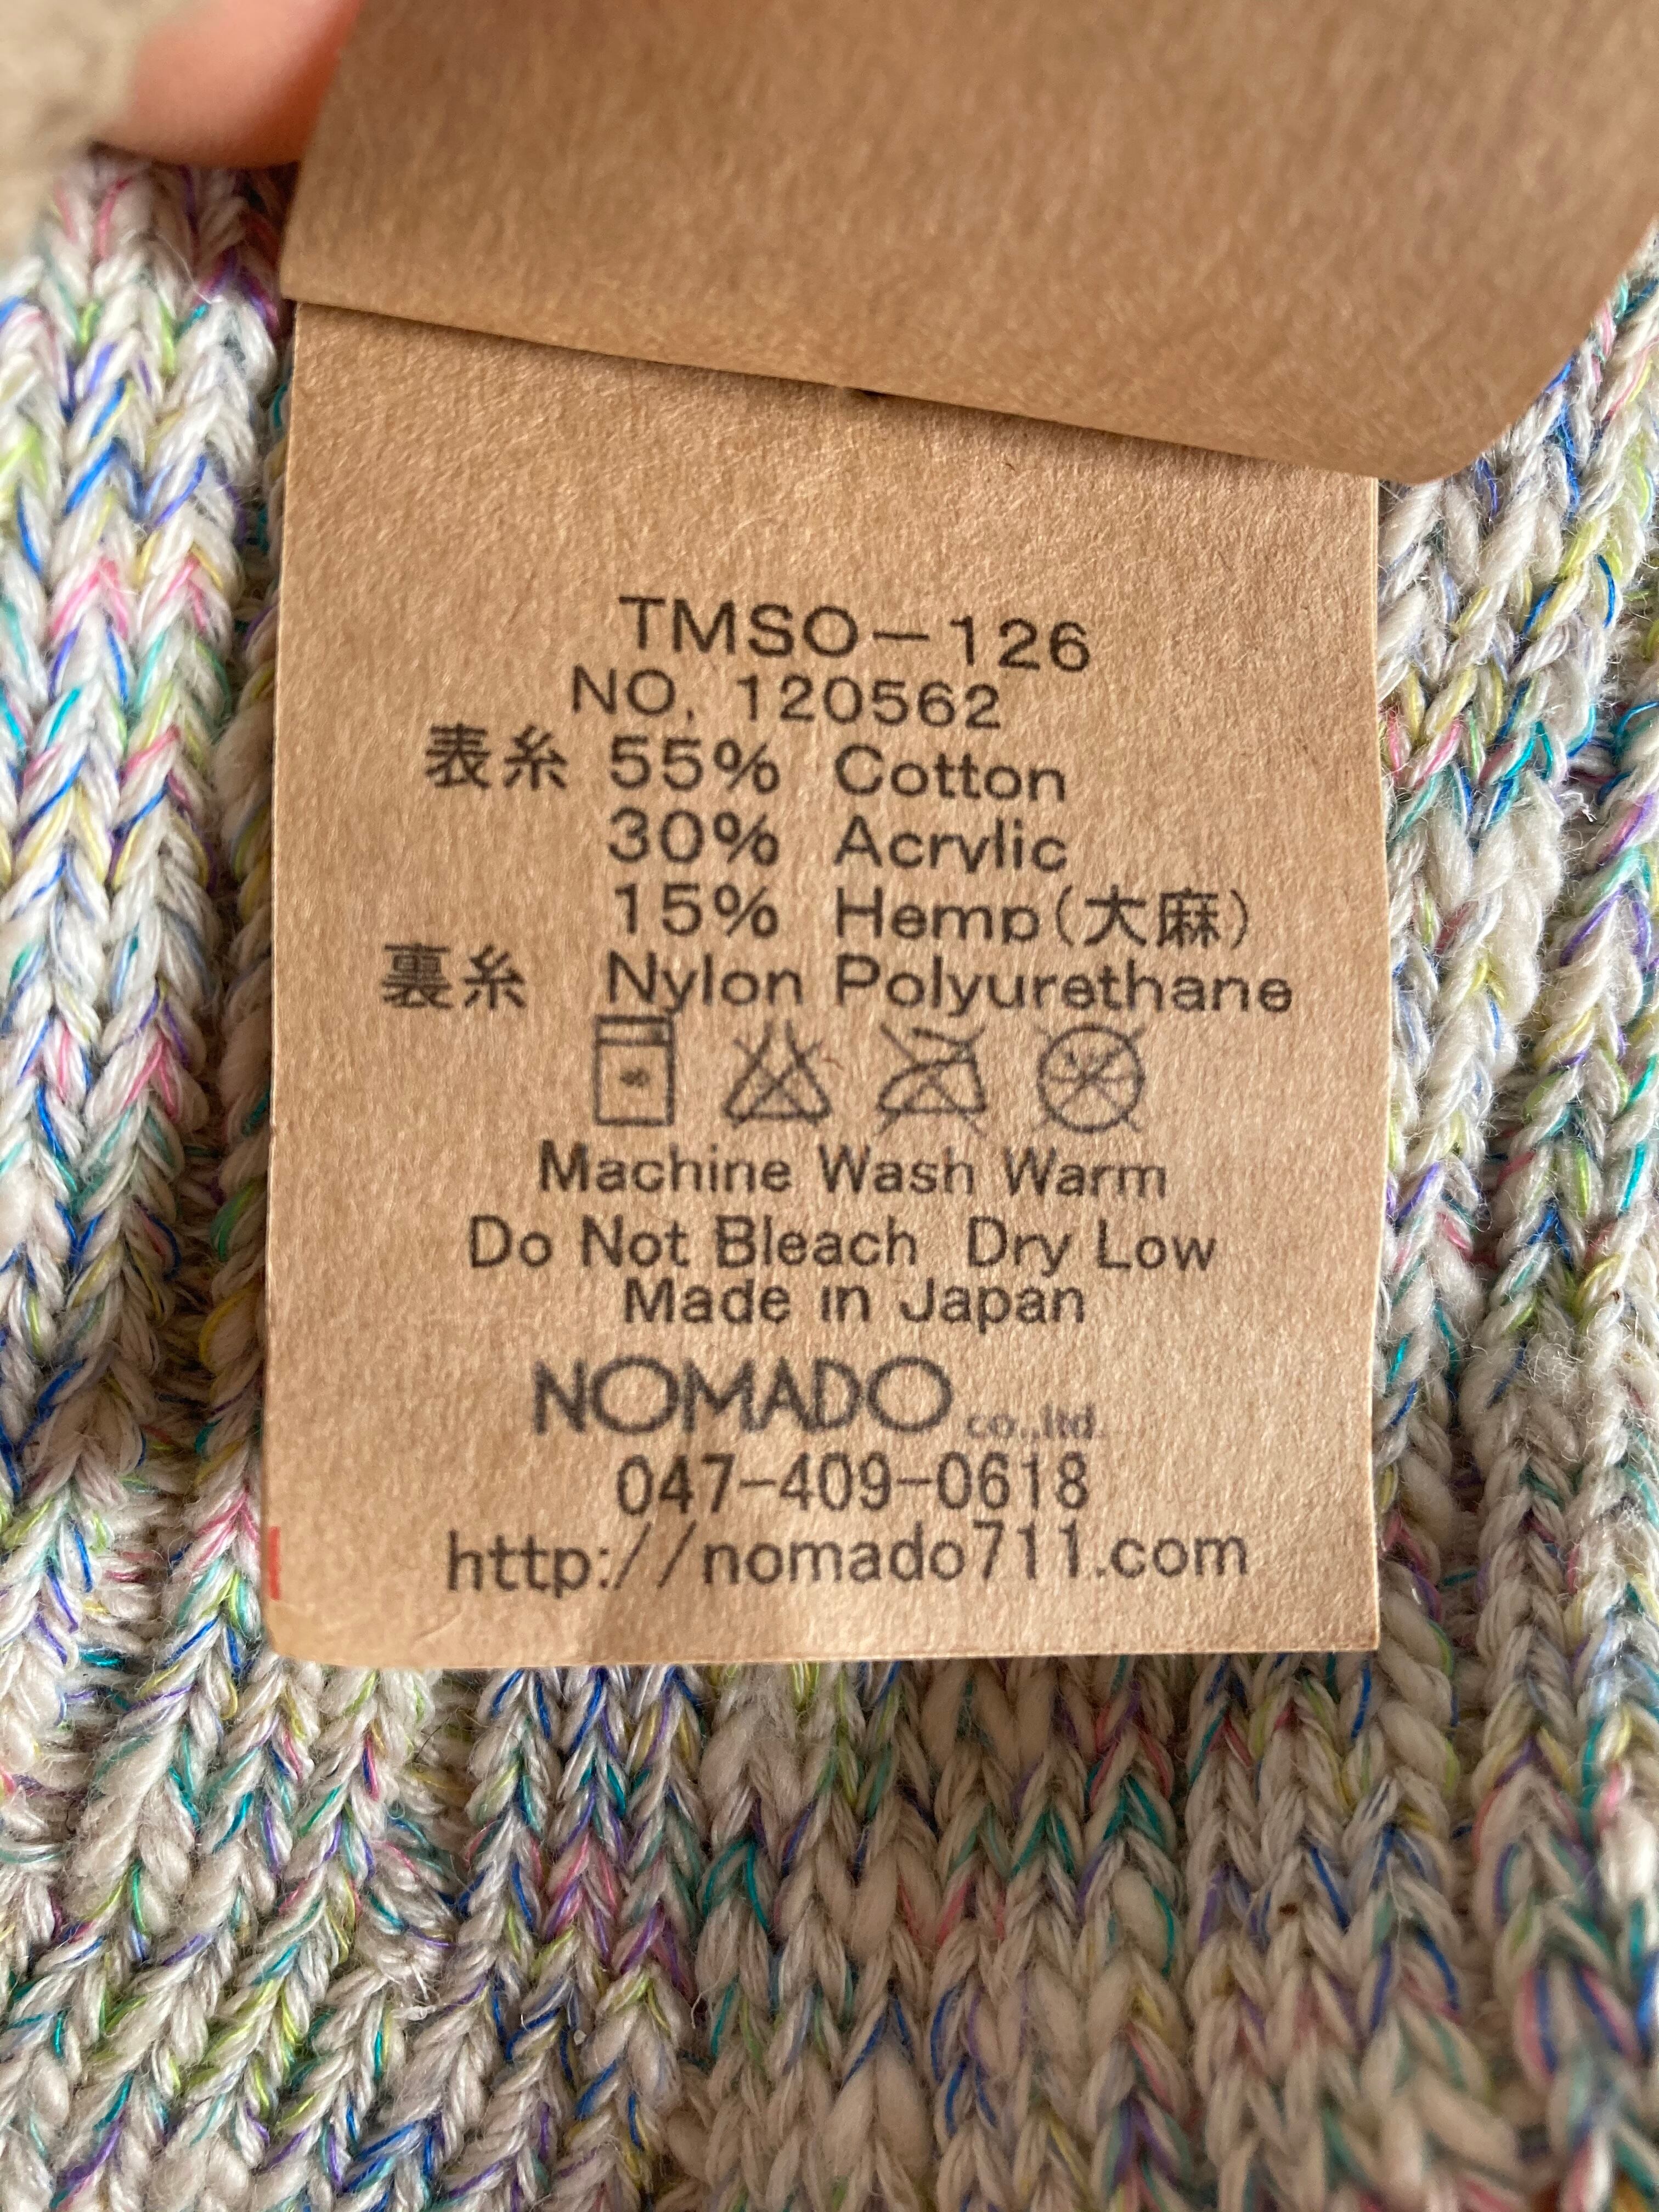 TMSO-126
NO. 120562
表糸 55% Cotton
30% Acrylic
15% Hemp(大麻)
裏糸 Nylon Polyurethane
Machine Wash Warm
Do Not Bleach Dry Low
Made in Japan
NOMADO co.,ltd.
047-409-0618
http://nomado711.com